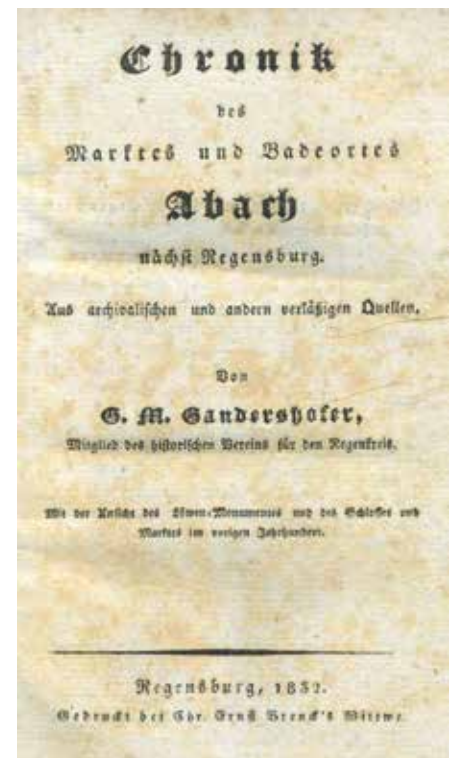 Chronik
des
Marktes und Badeortes
Abach
nächst Regensburg.
Aus archivalischen und andern verläßigen Quellen.
Von
G. M. Gandershofer,
Mitglied des historischen Vereins für den Regenkreis.
Mit der Ansicht des Löwen-Monumentes und des Schlosses und
Marktes im vorigen Jahrhundert.
Regensburg, 1832.
Gedruckt bei Chr. Ernst Brenck's Wittwe.